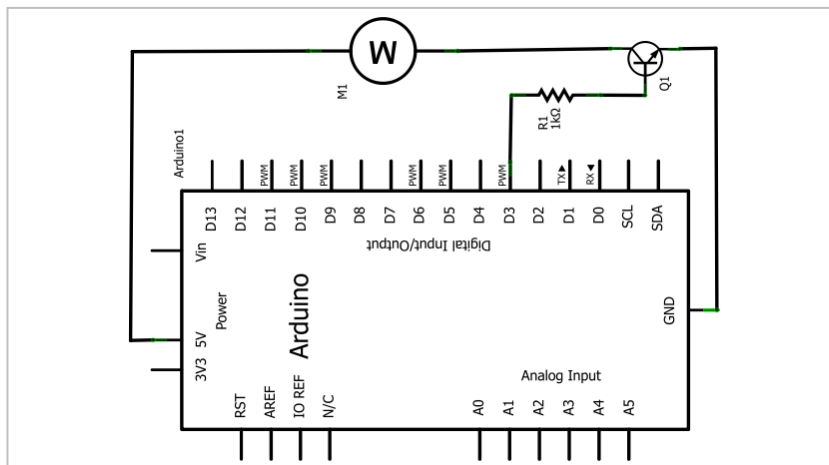 M
M1
Q1
R1
1kΩ
Arduino1
PWM
PWM
PWM
PWM
PWM
PWM
TX▶
RX◀
D13
D12
D11
D10
D9
D8
D7
D6
D5
D4
D3
D2
D1
D0
SCL
SDA
Digital Input/Output
Vin
Power
5V
3V3
Arduino
GND
Analog Input
RST
AREF
IO REF
N/C
A0
A1
A2
A3
A4
A5